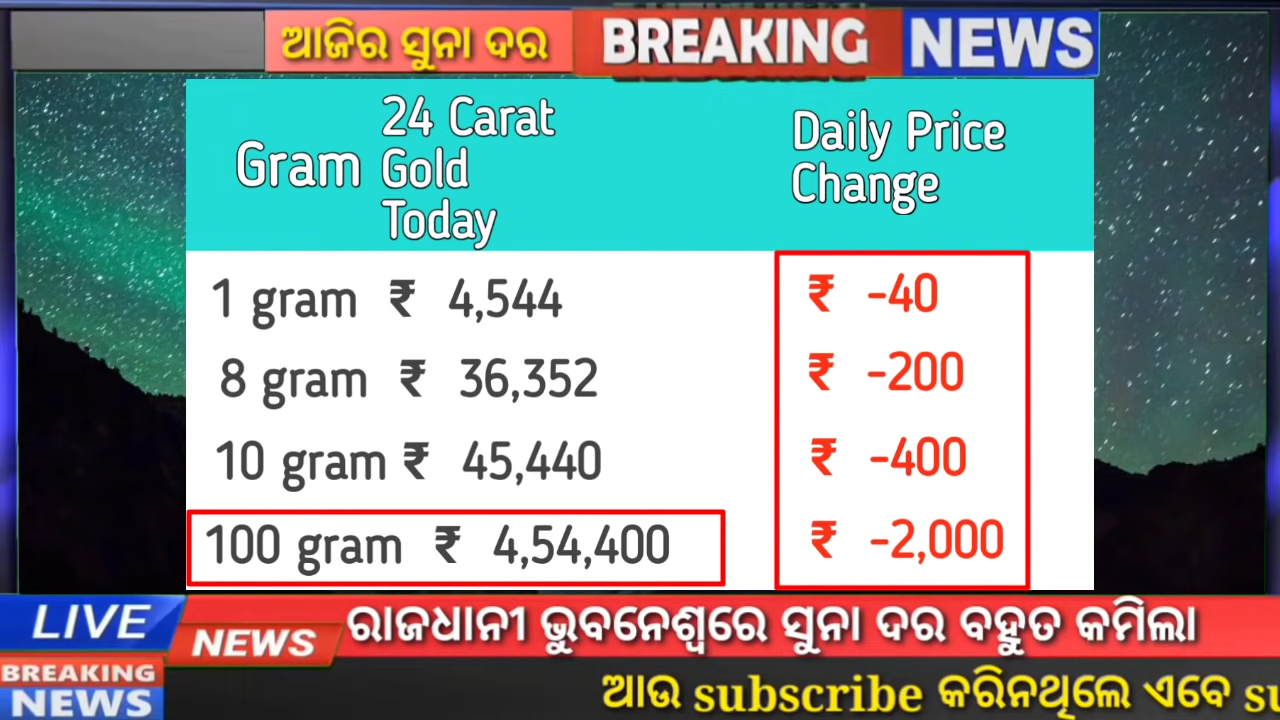 ଆଜିର ସୁନା ଦର
BREAKING NEWS
Gram
24 Carat
Gold
Today
Daily Price
Change
1 gram ₹ 4,544 ₹ -40
8 gram ₹ 36,352 ₹ -200
10 gram ₹ 45,440 ₹ -400
100 gram ₹ 4,54,400 ₹ -2,000
LIVE
NEWS
ରାଜଧାନୀ ଭୁବନେଶ୍ୱରେ ସୁନା ଦର ବହୁତ କମିଲା
BREAKING
NEWS
ଆଉ subscribe କରିନଥିଲେ ଏବେ su